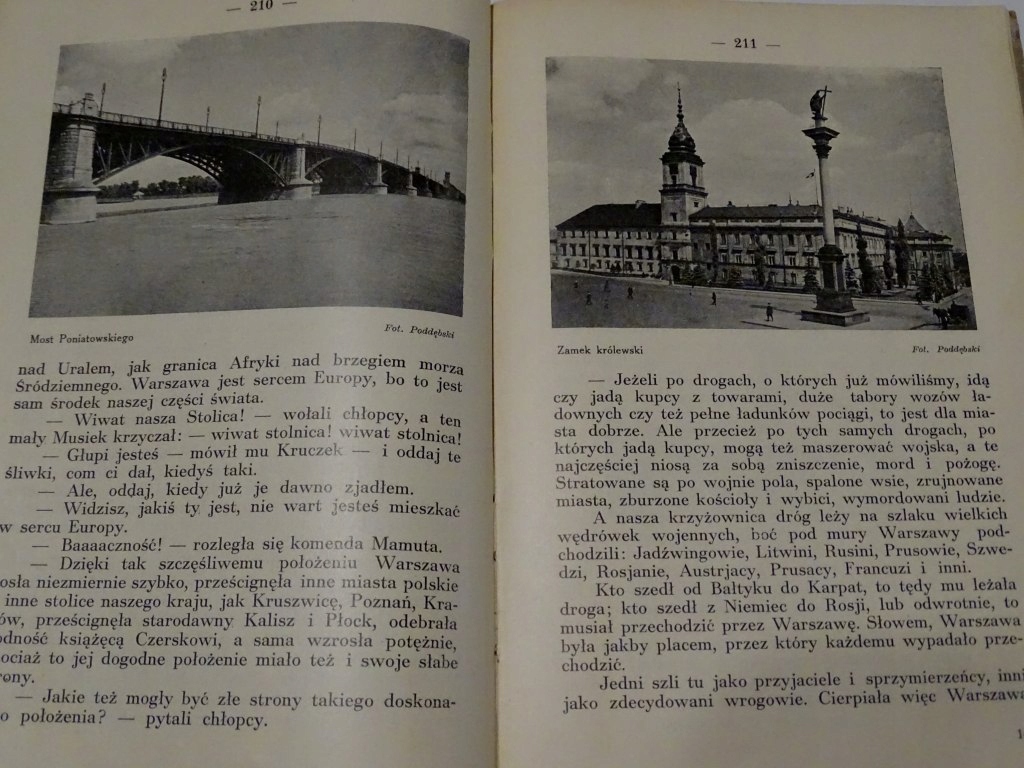 — 210 —
Most Poniatowskiego
Fot. Poddębski
nad Uralem, jak granica Afryki nad brzegiem morza
Śródziemnego. Warszawa jest sercem Europy, bo to jest
sam środek naszej części świata.
— Wiwat nasza Stolica! — wołali chłopcy, a ten
mały Musiek krzyczał: — wiwat stolnica! wiwat stolnica!
— Głupi jesteś — mówił mu Kruczek — i oddaj te
śliwki, com ci dał, kiedyś taki.
— Ale, oddaj, kiedy już je dawno zjadłem.
— Widzisz, jakiś ty jest, nie wart jesteś mieszkać
w sercu Europy.
— Baaaaczność! — rozległa się komenda Mamuta.
— Dzięki tak szczęśliwemu położeniu Warszawa
osła niezmiernie szybko, prześcignęła inne miasta polskie
inne stolice naszego kraju, jak Kruszwicę, Poznań, Kra-
ów, prześcignęła starodawny Kalisz i Płock, odebrała
odność książęcą Czerskowi, a sama wzrosła potężnie,
ociaż to jej dogodne położenie miało też i swoje słabe
rony.
— Jakie też mogły być złe strony takiego doskona-
o położenia? — pytali chłopcy.
— 211 —
Zamek królewski
Fot. Poddębski
— Jeżeli po drogach, o których już mówiliśmy, idą
czy jadą kupcy z towarami, duże tabory wozów ła-
downych czy też pełne ładunków pociągi, to jest dla mia-
sta dobrze. Ale przecież po tych samych drogach, po
których jadą kupcy, mogą też maszerować wojska, a te
najczęściej niosą za sobą zniszczenie, mord i pożogę.
Stratowane są po wojnie pola, spalone wsie, zrujnowane
miasta, zburzone kościoły i wybici, wymordowani ludzie.
A nasza krzyżownica dróg leży na szlaku wielkich
wędrówek wojennych, boć pod mury Warszawy pod-
chodzili: Jadźwingowie, Litwini, Rusini, Prusowie, Szwe-
dzi, Rosjanie, Austrjacy, Prusacy, Francuzi i inni.
Kto szedł od Bałtyku do Karpat, to tędy mu leżała
droga; kto szedł z Niemiec do Rosji, lub odwrotnie, to
musiał przechodzić przez Warszawę. Słowem, Warszawa
była jakby placem, przez który każdemu wypadało prze-
chodzić.
Jedni szli tu jako przyjaciele i sprzymierzeńcy, inni
jako zdecydowani wrogowie. Cierpiała więc Warszawa
1